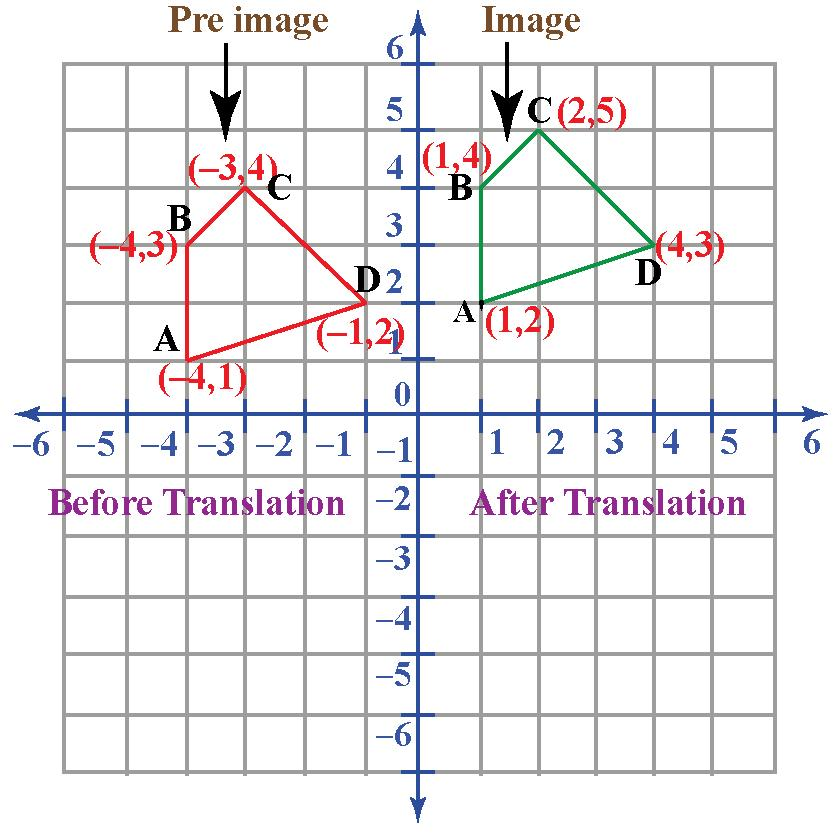 Pre image
Image
6
5
C (2,5)
(1,4)
4
(–3,4)
C
B
B
3
(–4,3)
(4,3)
D
D
2
A'
(1,2)
(–1,2)
1
A
(–4,1)
0
–6 –5 –4 –3 –2 –1 1 2 3 4 5 6
–1
Before Translation
–2
After Translation
–3
–4
–5
–6